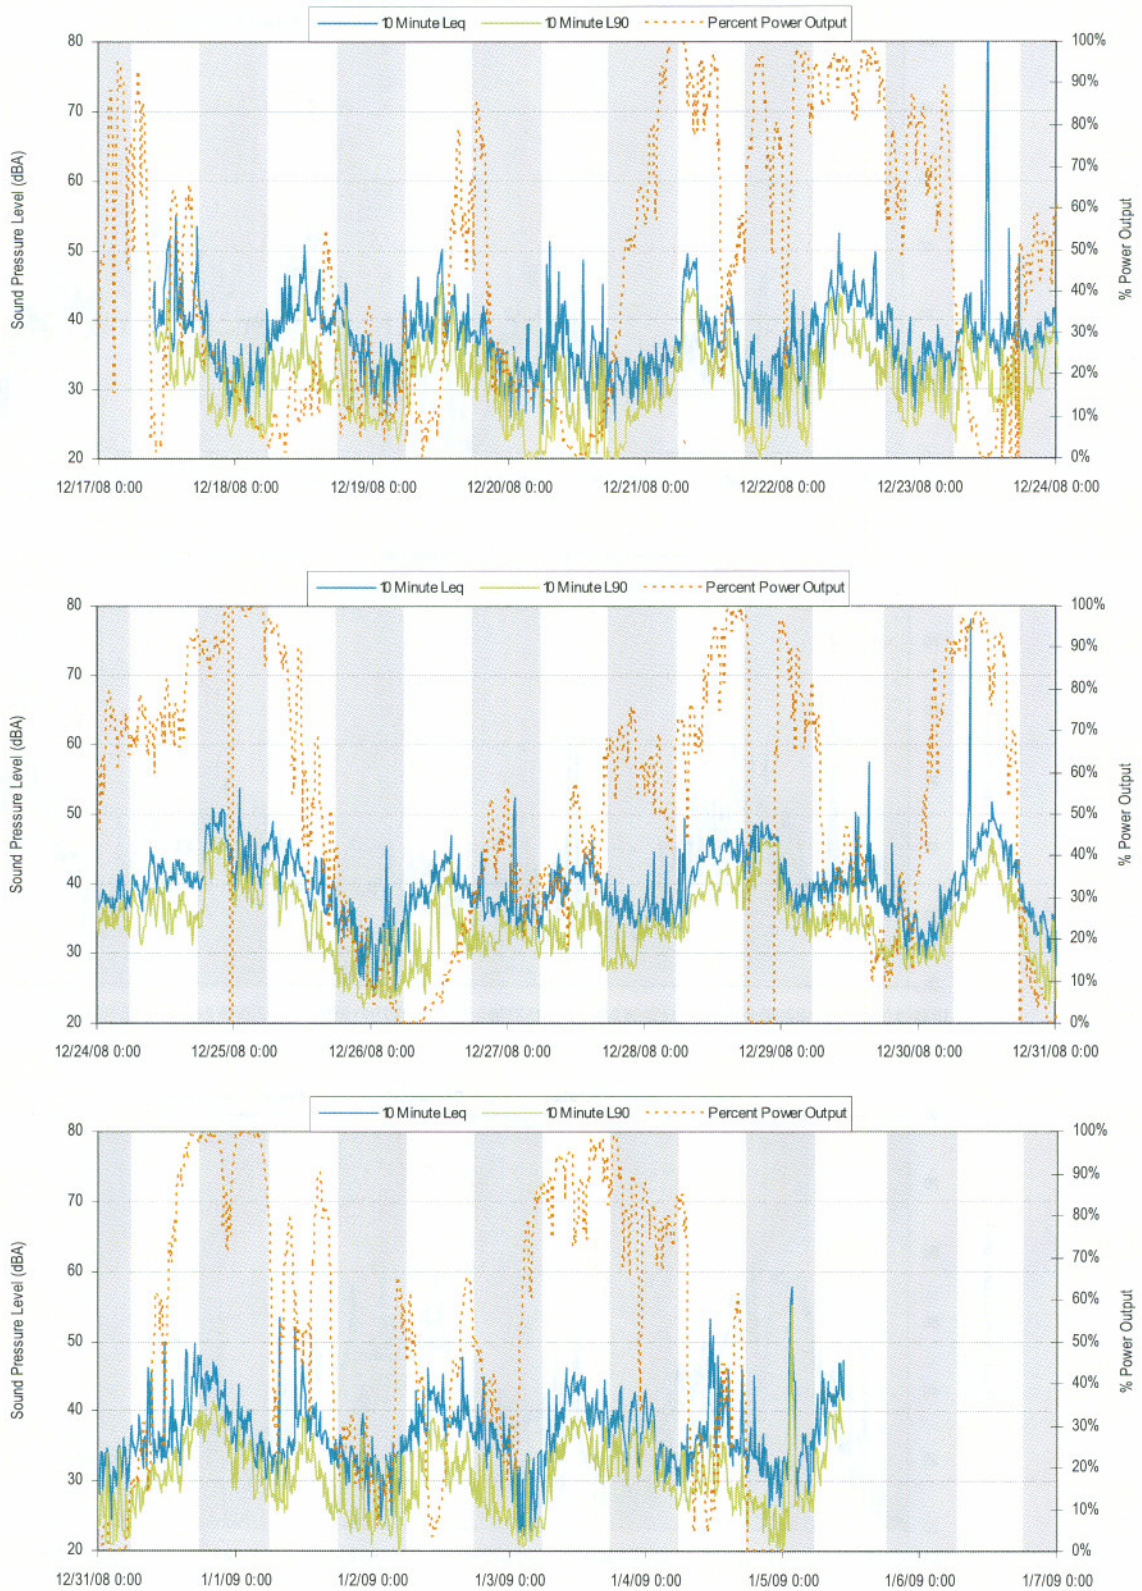 10 Minute Leq 10 Minute L90 Percent Power Output
80 100%
90%
70 80%
70%
60 60%
50 50%
40 40%
30%
30 20%
10%
20 0%
Sound Pressure Level (dBA)
% Power Output
12/17/08 0:00 12/18/08 0:00 12/19/08 0:00 12/20/08 0:00 12/21/08 0:00 12/22/08 0:00 12/23/08 0:00 12/24/08 0:00
10 Minute Leq 10 Minute L90 Percent Power Output
80 100%
90%
70 80%
70%
60 60%
50 50%
40 40%
30%
30 20%
10%
20 0%
Sound Pressure Level (dBA)
% Power Output
12/24/08 0:00 12/25/08 0:00 12/26/08 0:00 12/27/08 0:00 12/28/08 0:00 12/29/08 0:00 12/30/08 0:00 12/31/08 0:00
10 Minute Leq 10 Minute L90 Percent Power Output
80 100%
90%
70 80%
70%
60 60%
50 50%
40 40%
30%
30 20%
10%
20 0%
Sound Pressure Level (dBA)
% Power Output
12/31/08 0:00 1/1/09 0:00 1/2/09 0:00 1/3/09 0:00 1/4/09 0:00 1/5/09 0:00 1/6/09 0:00 1/7/09 0:00